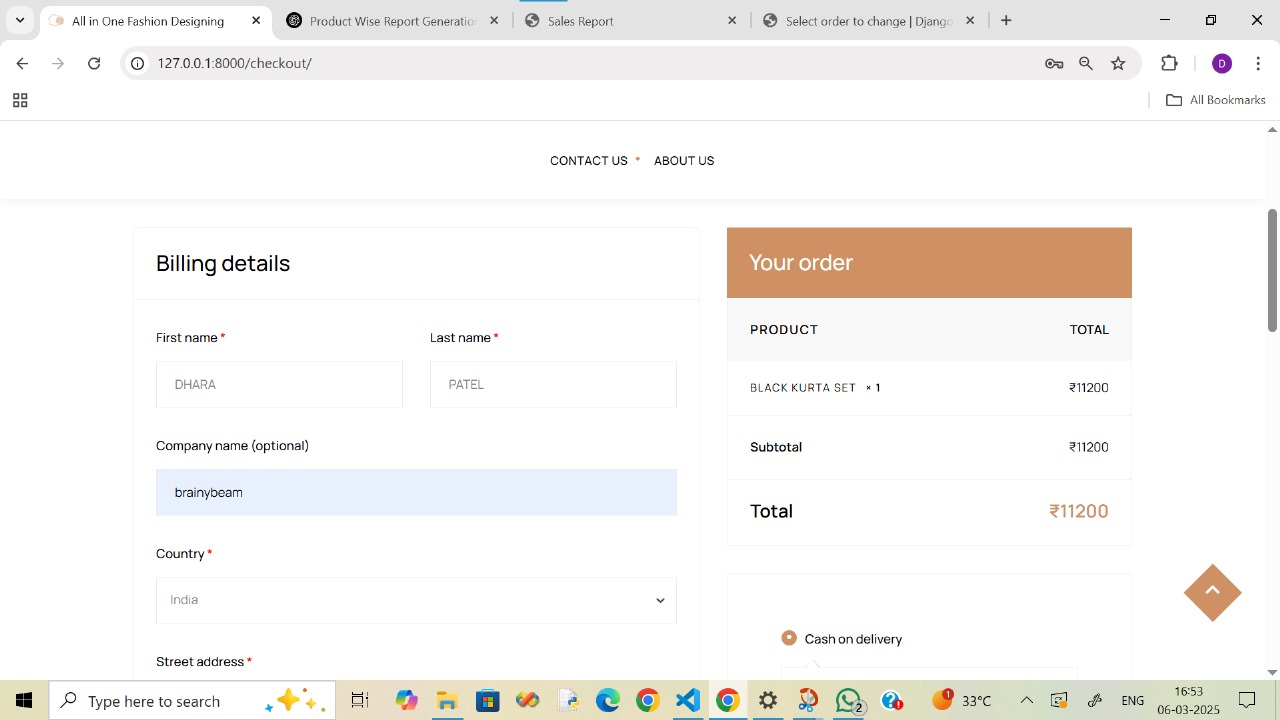 All in One Fashion Designing
Product Wise Report Generatio
Sales Report
Select order to change | Django
127.0.0.1:8000/checkout/
D
All Bookmarks
CONTACT US
ABOUT US
Billing details
Your order
First name *
Last name *
PRODUCT
TOTAL
DHARA
PATEL
BLACK KURTA SET × 1
₹11200
Company name (optional)
Subtotal
₹11200
brainybeam
Total
₹11200
Country *
India
Cash on delivery
Street address *
Type here to search
2
1
33°C
ENG
16:53
06-03-2025